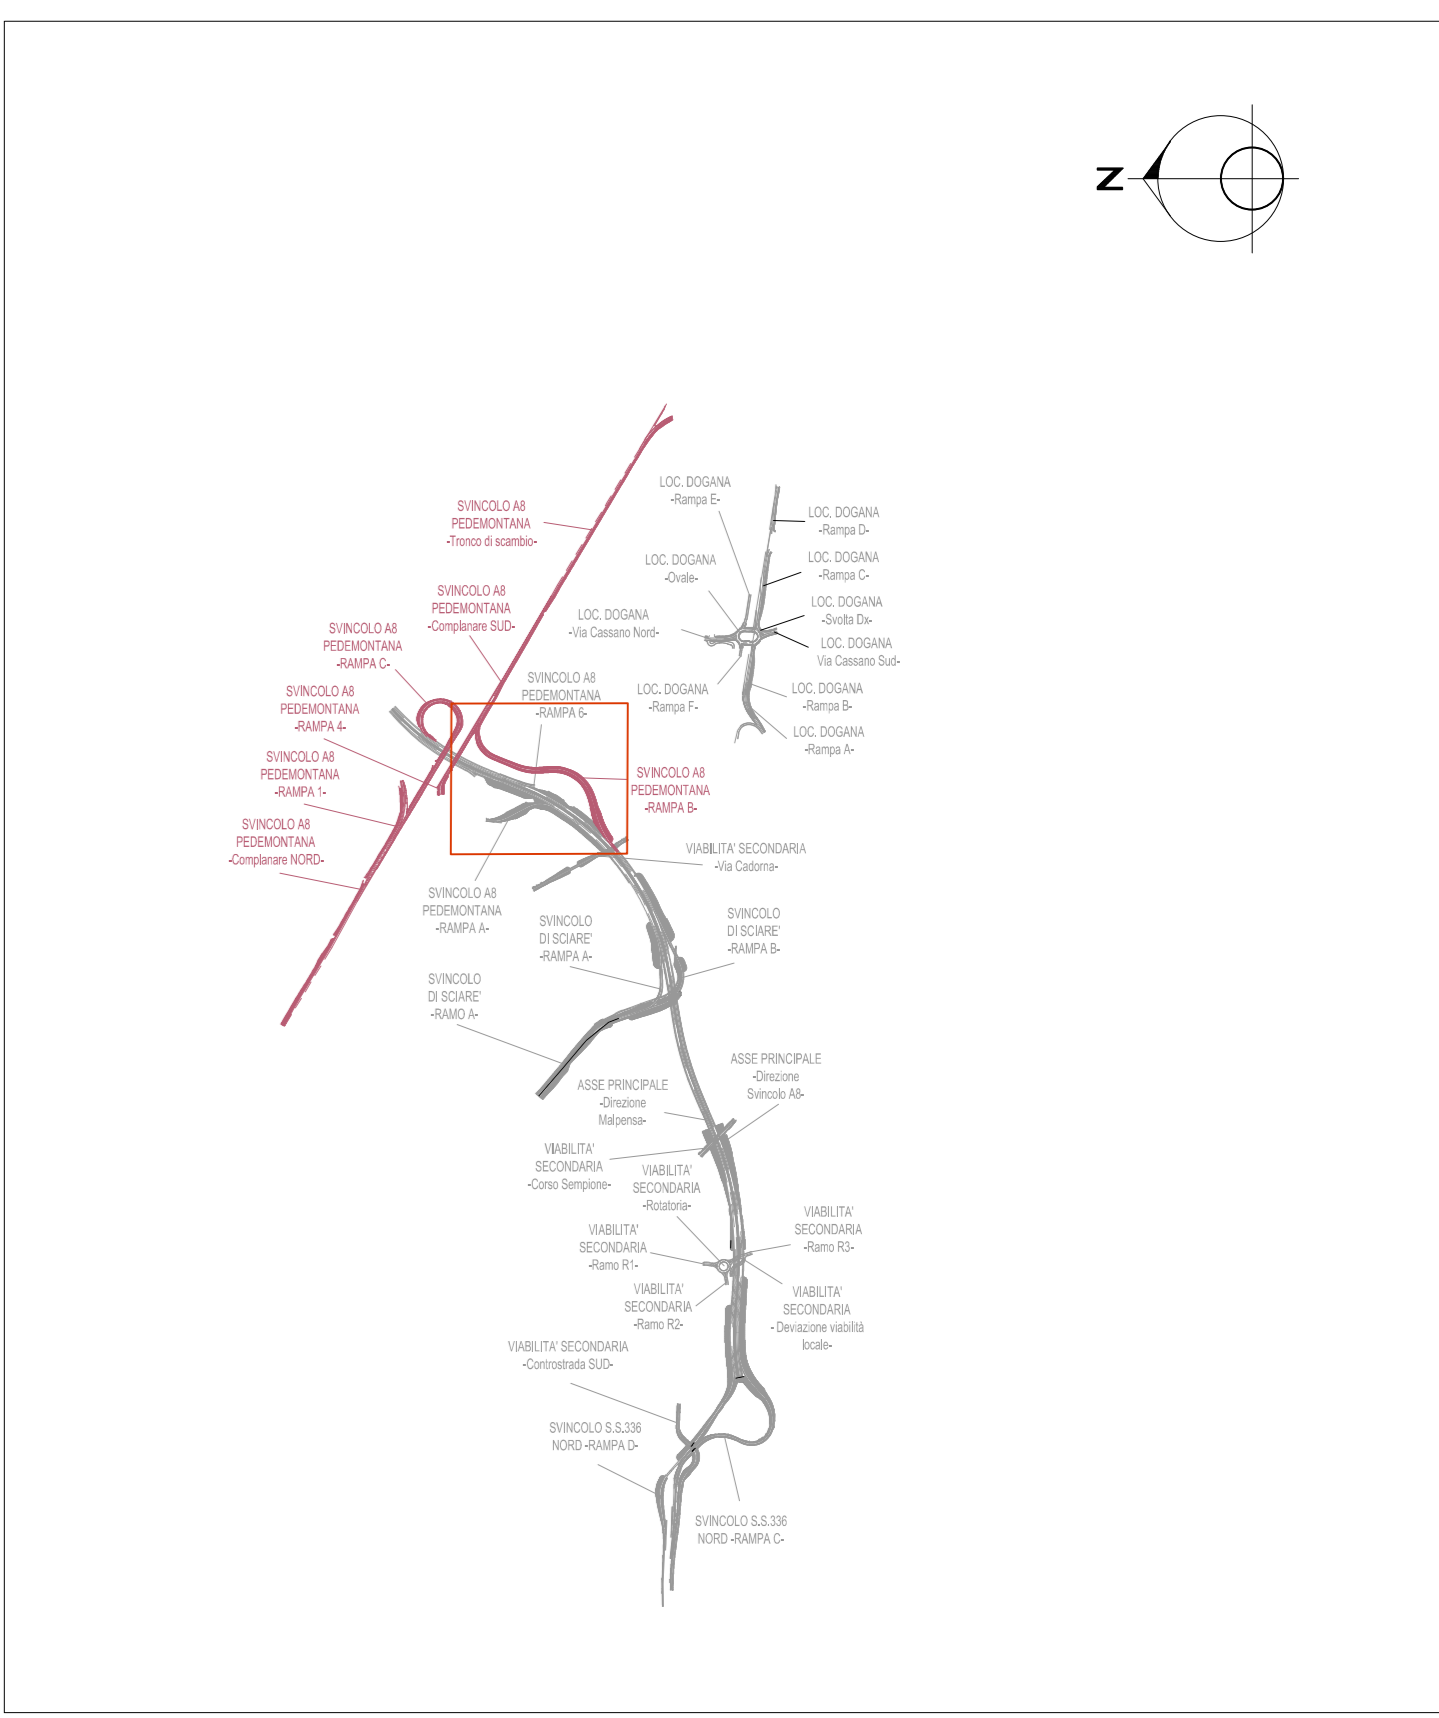 Z
SVINCOLO A8
PEDEMONTANA
-Tronco di scambio-
LOC. DOGANA
-Rampa E-
LOC. DOGANA
-Rampa D-
LOC. DOGANA
-Ovale-
LOC. DOGANA
-Rampa C-
SVINCOLO A8
PEDEMONTANA
-Complanare SUD-
LOC. DOGANA
-Via Cassano Nord-
LOC. DOGANA
-Svolta Dx-
SVINCOLO A8
PEDEMONTANA
-RAMPA C-
LOC. DOGANA
Via Cassano Sud-
SVINCOLO A8
PEDEMONTANA
-RAMPA 6-
LOC. DOGANA
-Rampa F-
LOC. DOGANA
-Rampa B-
SVINCOLO A8
PEDEMONTANA
-RAMPA 4-
LOC. DOGANA
-Rampa A-
SVINCOLO A8
PEDEMONTANA
-RAMPA 1-
SVINCOLO A8
PEDEMONTANA
-RAMPA B-
SVINCOLO A8
PEDEMONTANA
-Complanare NORD-
VIABILITA' SECONDARIA
-Via Cadorna-
SVINCOLO A8
PEDEMONTANA
-RAMPA A-
SVINCOLO
DI SCIARE'
-RAMPA A-
SVINCOLO
DI SCIARE'
-RAMPA B-
SVINCOLO
DI SCIARE'
-RAMO A-
ASSE PRINCIPALE
-Direzione
Svincolo A8-
ASSE PRINCIPALE
-Direzione
Malpensa-
VIABILITA'
SECONDARIA
-Corso Sempione-
VIABILITA'
SECONDARIA
-Rotatoria-
VIABILITA'
SECONDARIA
-Ramo R3-
VIABILITA'
SECONDARIA
-Ramo R1-
VIABILITA'
SECONDARIA
-Ramo R2-
VIABILITA'
SECONDARIA
- Deviazione viabilità
locale-
VIABILITA' SECONDARIA
-Controstrada SUD-
SVINCOLO S.S.336
NORD -RAMPA D-
SVINCOLO S.S.336
NORD -RAMPA C-